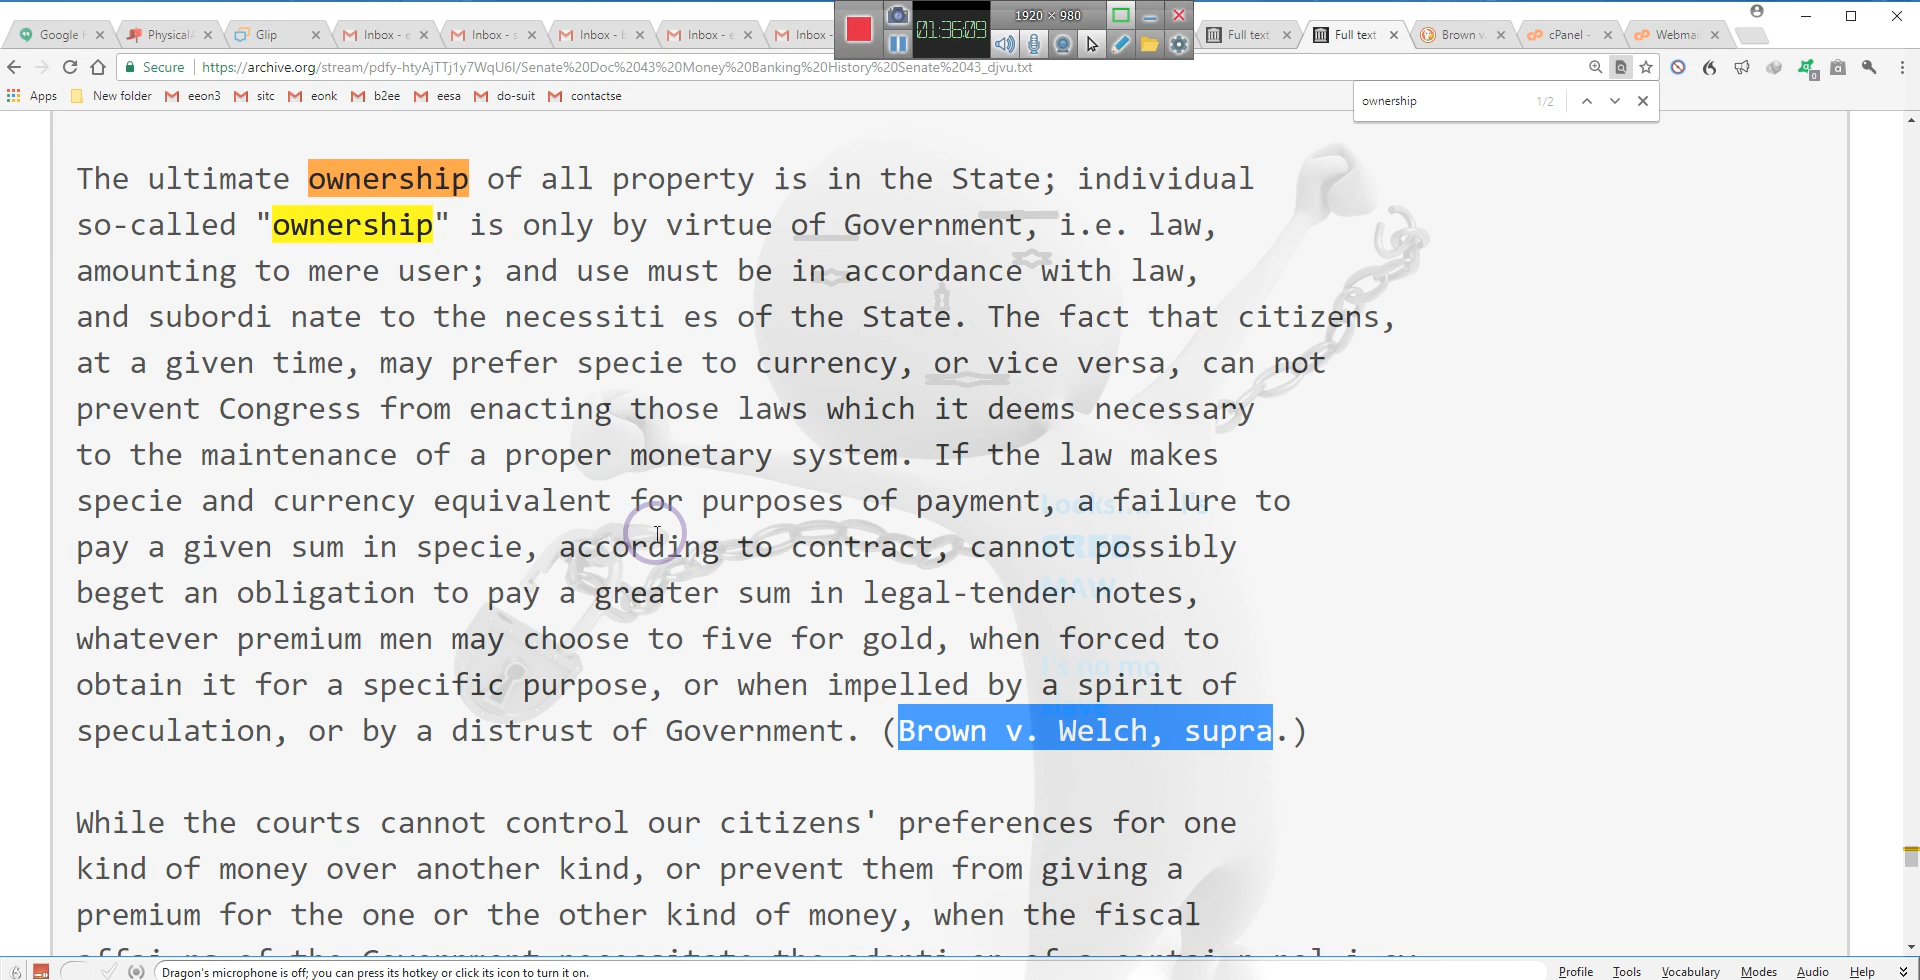 1920 × 980
01:36:09
Google
Physical
Glip
Inbox - e
Inbox - s
Inbox - b
Inbox - e
Inbox -
Full text
Full text
Brown v.
cPanel -
Webmai
Secure https://archive.org/stream/pdfy-htyAjTTj1y7WqU6l/Senate%20Doc%2043%20Money%20Banking%20History%20Senate%2043_djvu.txt
Apps New folder eeon3 sitc eonk b2ee eesa do-suit contactse
ownership 1/2
The ultimate ownership of all property is in the State; individual
so-called "ownership" is only by virtue of Government, i.e. law,
amounting to mere user; and use must be in accordance with law,
and subordi nate to the necessiti es of the State. The fact that citizens,
at a given time, may prefer specie to currency, or vice versa, can not
prevent Congress from enacting those laws which it deems necessary
to the maintenance of a proper monetary system. If the law makes
specie and currency equivalent for purposes of payment, a failure to
pay a given sum in specie, according to contract, cannot possibly
beget an obligation to pay a greater sum in legal-tender notes,
whatever premium men may choose to five for gold, when forced to
obtain it for a specific purpose, or when impelled by a spirit of
speculation, or by a distrust of Government. (Brown v. Welch, supra.)
While the courts cannot control our citizens' preferences for one
kind of money over another kind, or prevent them from giving a
premium for the one or the other kind of money, when the fiscal
FREE
Dragon's microphone is off; you can press its hotkey or click its icon to turn it on.
Profile Tools Vocabulary Modes Audio Help